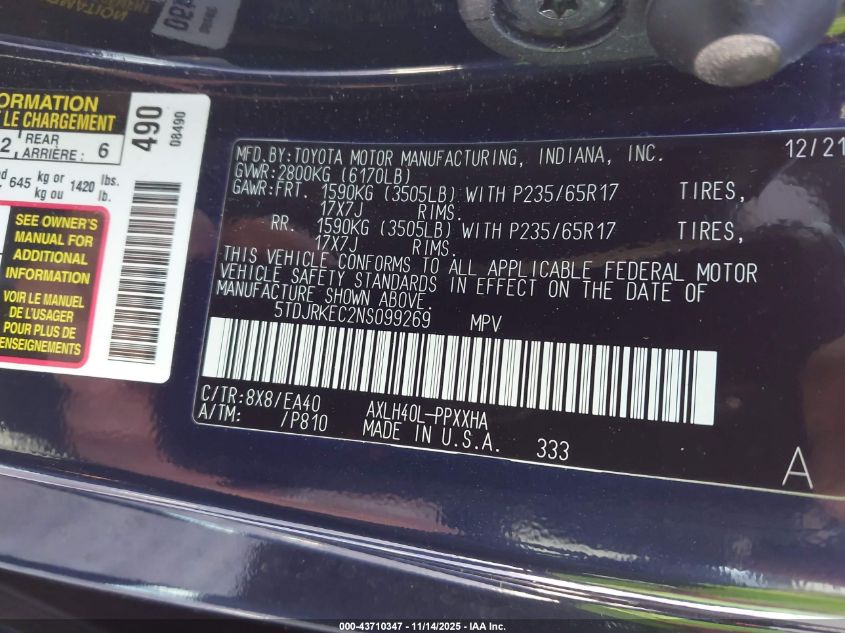 ORMATION
LE CHARGEMENT
2 REAR ARRIÈRE : 6
645 kg or kg ou 1420 lbs. lb.
SEE OWNER'S
MANUAL FOR
ADDITIONAL
INFORMATION
VOIR LE MANUEL
DE L'USAGER
POUR PLUS DE
RENSEIGNEMENTS
490
08490
MFD.BY:TOYOTA MOTOR MANUFACTURING, INDIANA, INC. 12/21
GVWR:2800KG (6170LB)
GAWR:FRT. 1590KG (3505LB) WITH P235/65R17 TIRES,
17X7J RIMS.
RR. 1590KG (3505LB) WITH P235/65R17 TIRES,
17X7J RIMS.
THIS VEHICLE CONFORMS TO ALL APPLICABLE FEDERAL MOTOR
VEHICLE SAFETY STANDARDS IN EFFECT ON THE DATE OF
MANUFACTURE SHOWN ABOVE.
5TDJRKEC2NS099269 MPV
C/TR:8X8/EA40 AXLH40L-PPXXHA
A/TM: /P810 MADE IN U.S.A. 333
A
000-43710347 - 11/14/2025 - IAA Inc.